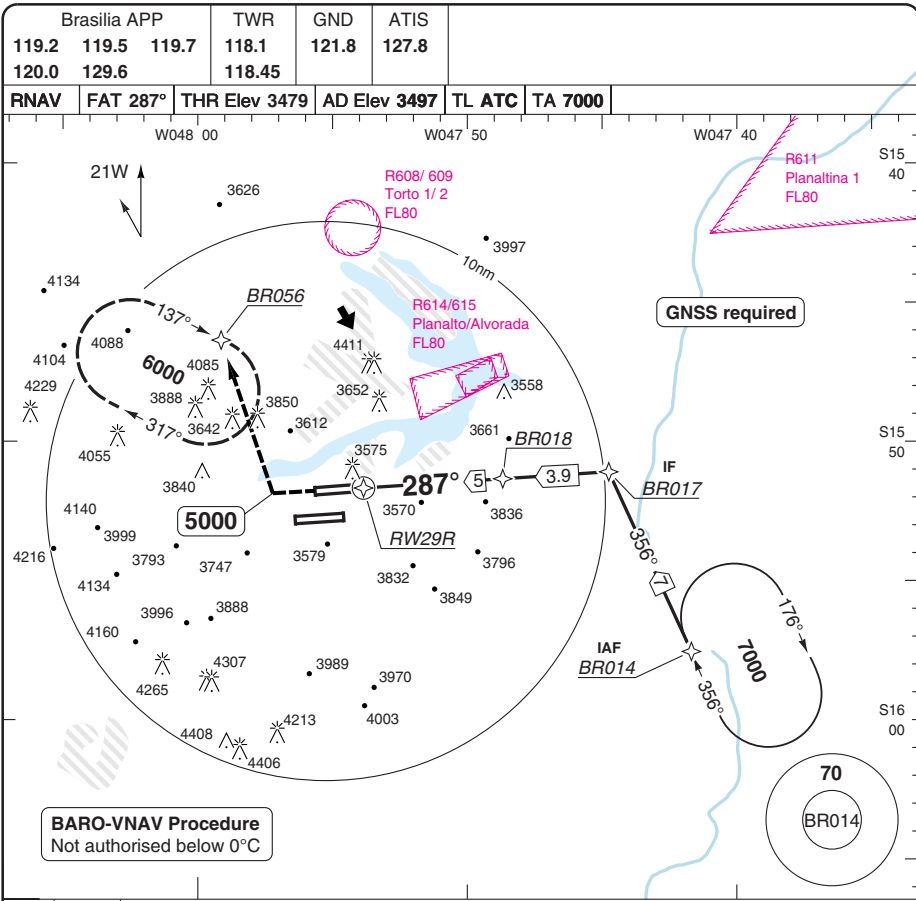 Brasilia APP
TWR
GND
ATIS
119.2 119.5 119.7
118.1
121.8
127.8
120.0 129.6
118.45
RNAV
FAT 287°
THR Elev 3479
AD Elev 3497
TL ATC
TA 7000
W048 00
W047 50
W047 40
21W
3626
R608/ 609
Torto 1/ 2
FL80
R611
Planaltina 1
FL80
S15
40
3997
10nm
4134
BR056
137°
R614/615
Planalto/Alvorada
FL80
GNSS required
4088
4104
6000
4085
4411
4229
3888
3652
3558
3850
3642
3612
317°
3661
BR018
S15
50
4055
3575
3840
287°
5
3.9
IF
BR017
4140
5000
3570
3836
3999
RW29R
4216
3793
3747
3579
3796
356°
4134
3832
3849
7
3996
3888
176°
4160
IAF
BR014
7000
4307
3989
3970
356°
4265
4003
4213
S16
00
4408
4406
70
BR014
BARO-VNAV Procedure
Not authorised below 0°C